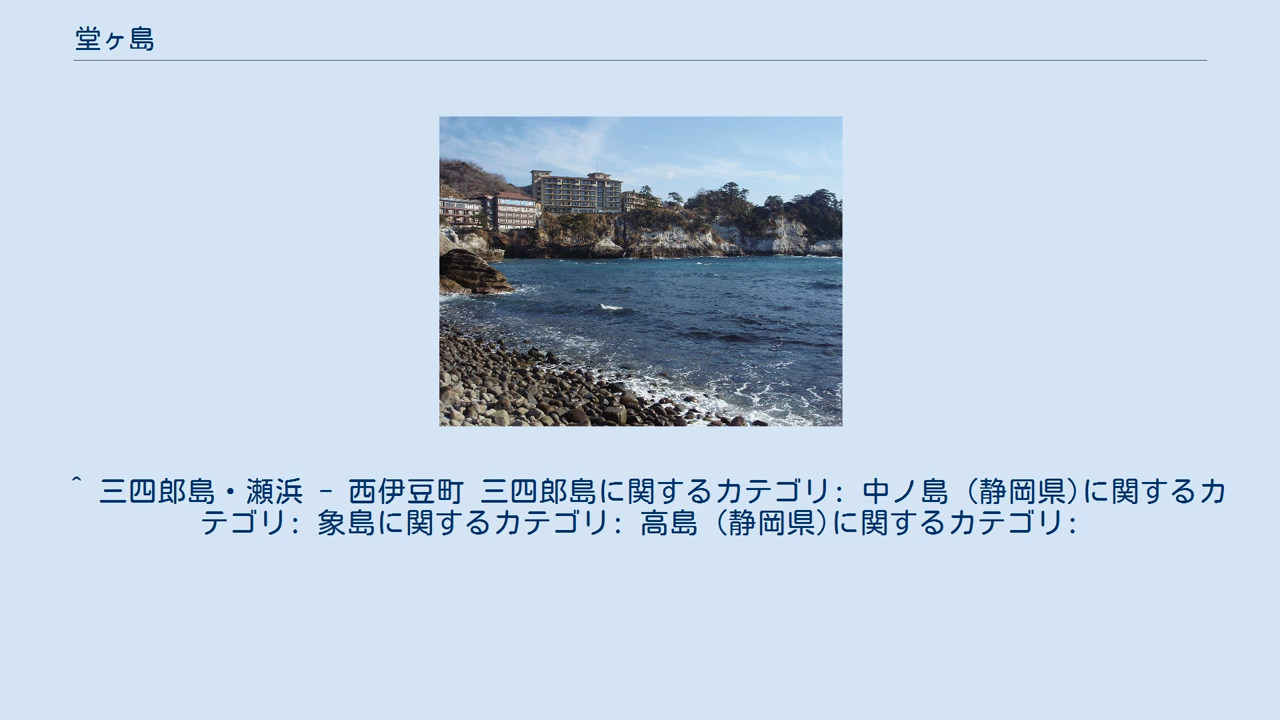 堂ヶ島
^ 三四郎島・瀬浜 - 西伊豆町 三四郎島に関するカテゴリ: 中ノ島 (静岡県)に関するカ
テゴリ: 象島に関するカテゴリ: 高島 (静岡県)に関するカテゴリ: